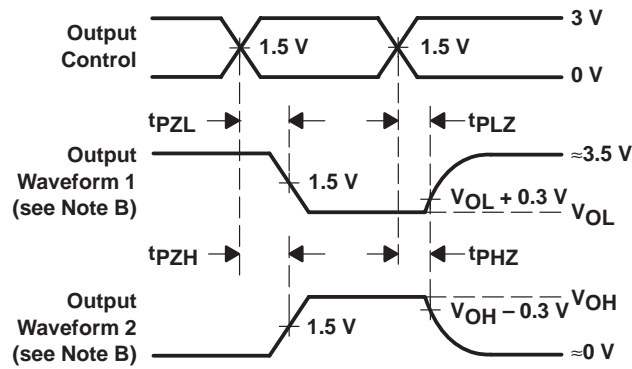 Output
Control
1.5 V
1.5 V
3 V
0 V
tPZL
tPLZ
Output
Waveform 1
(see Note B)
1.5 V
≈3.5 V
VOL + 0.3 V
VOL
tPZH
tPHZ
Output
Waveform 2
(see Note B)
1.5 V
VOH
VOH – 0.3 V
≈0 V